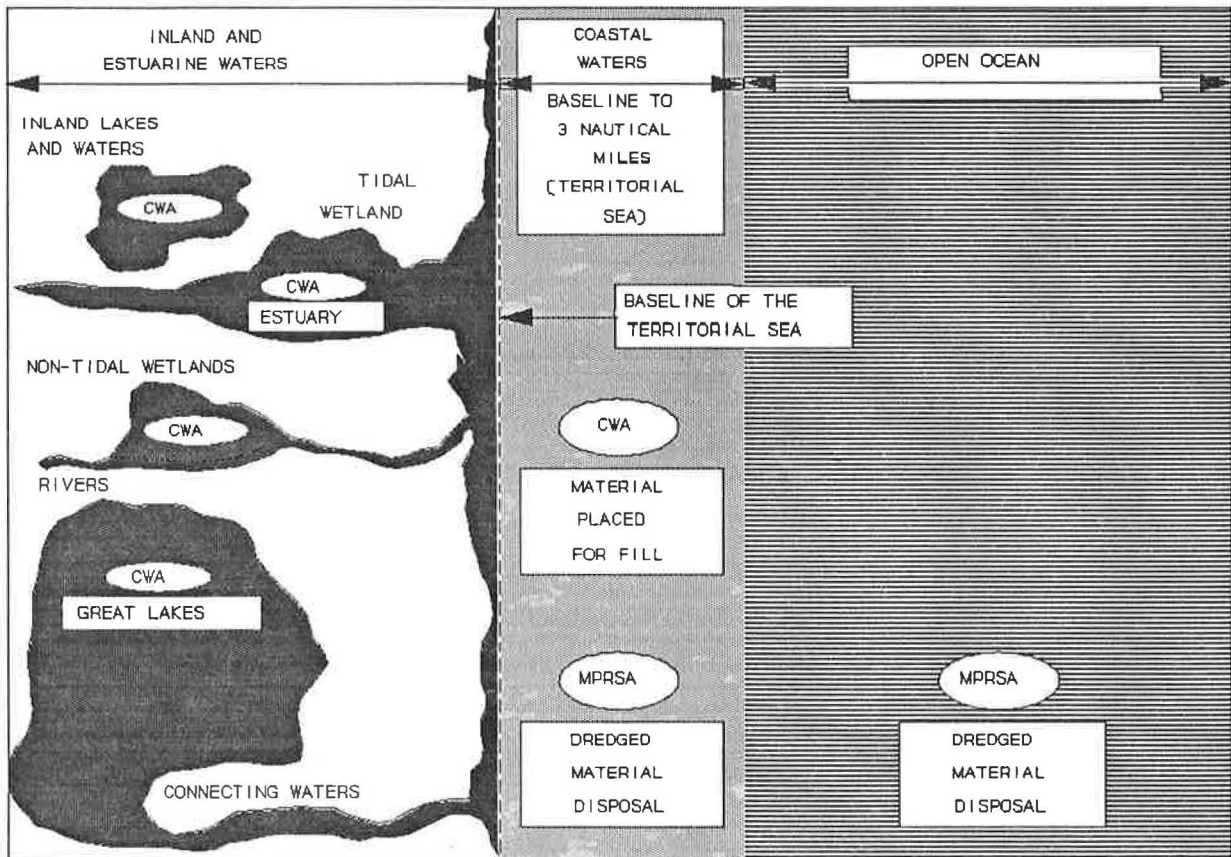 INLAND AND
ESTUARINE WATERS
COASTAL
WATERS
OPEN OCEAN
BASELINE TO
3 NAUTICAL
MILES
(TERRITORIAL
SEA)
INLAND LAKES
AND WATERS
CWA
TIDAL
WETLAND
CWA
ESTUARY
BASELINE OF THE
TERRITORIAL SEA
NON-TIDAL WETLANDS
CWA
RIVERS
CWA
MATERIAL
PLACED
FOR FILL
CWA
GREAT LAKES
CONNECTING WATERS
MPRSA
DREDGED
MATERIAL
DISPOSAL
MPRSA
DREDGED
MATERIAL
DISPOSAL